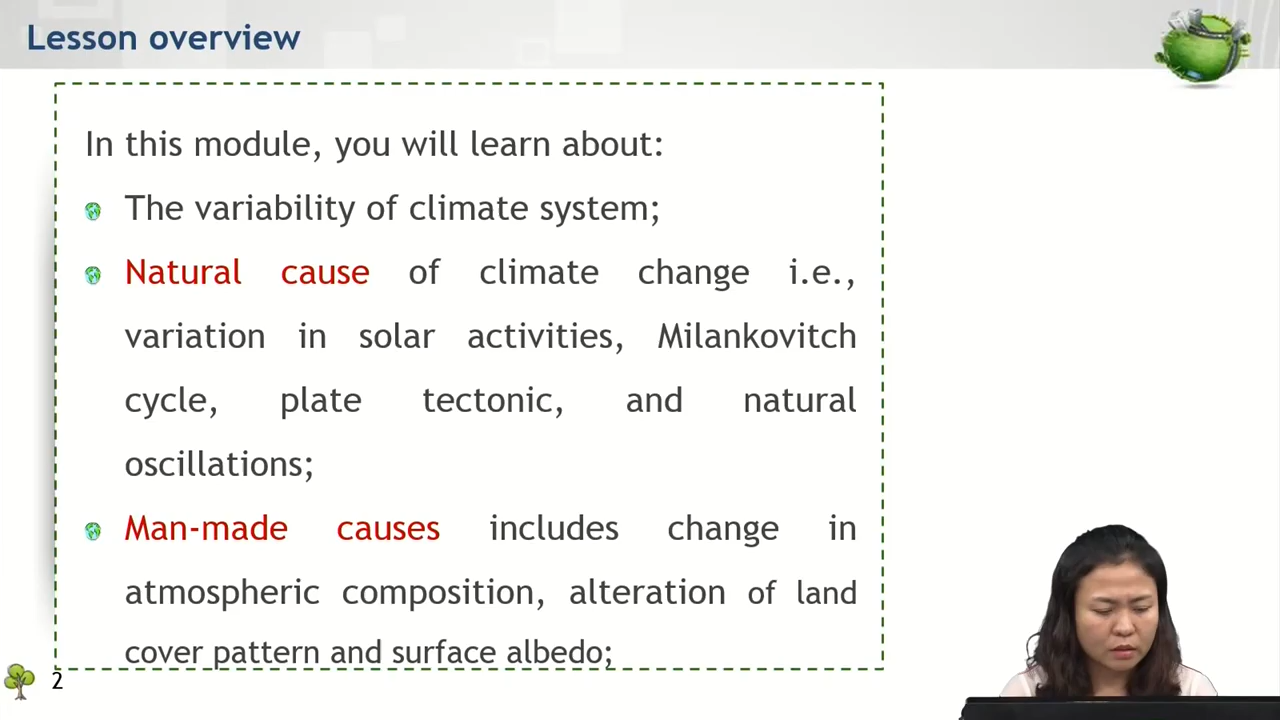 Lesson overview
In this module, you will learn about:
The variability of climate system;
Natural cause of climate change i.e.,
variation in solar activities, Milankovitch
cycle, plate tectonic, and natural
oscillations;
Man-made causes includes change in
atmospheric composition, alteration of land
cover pattern and surface albedo;
2